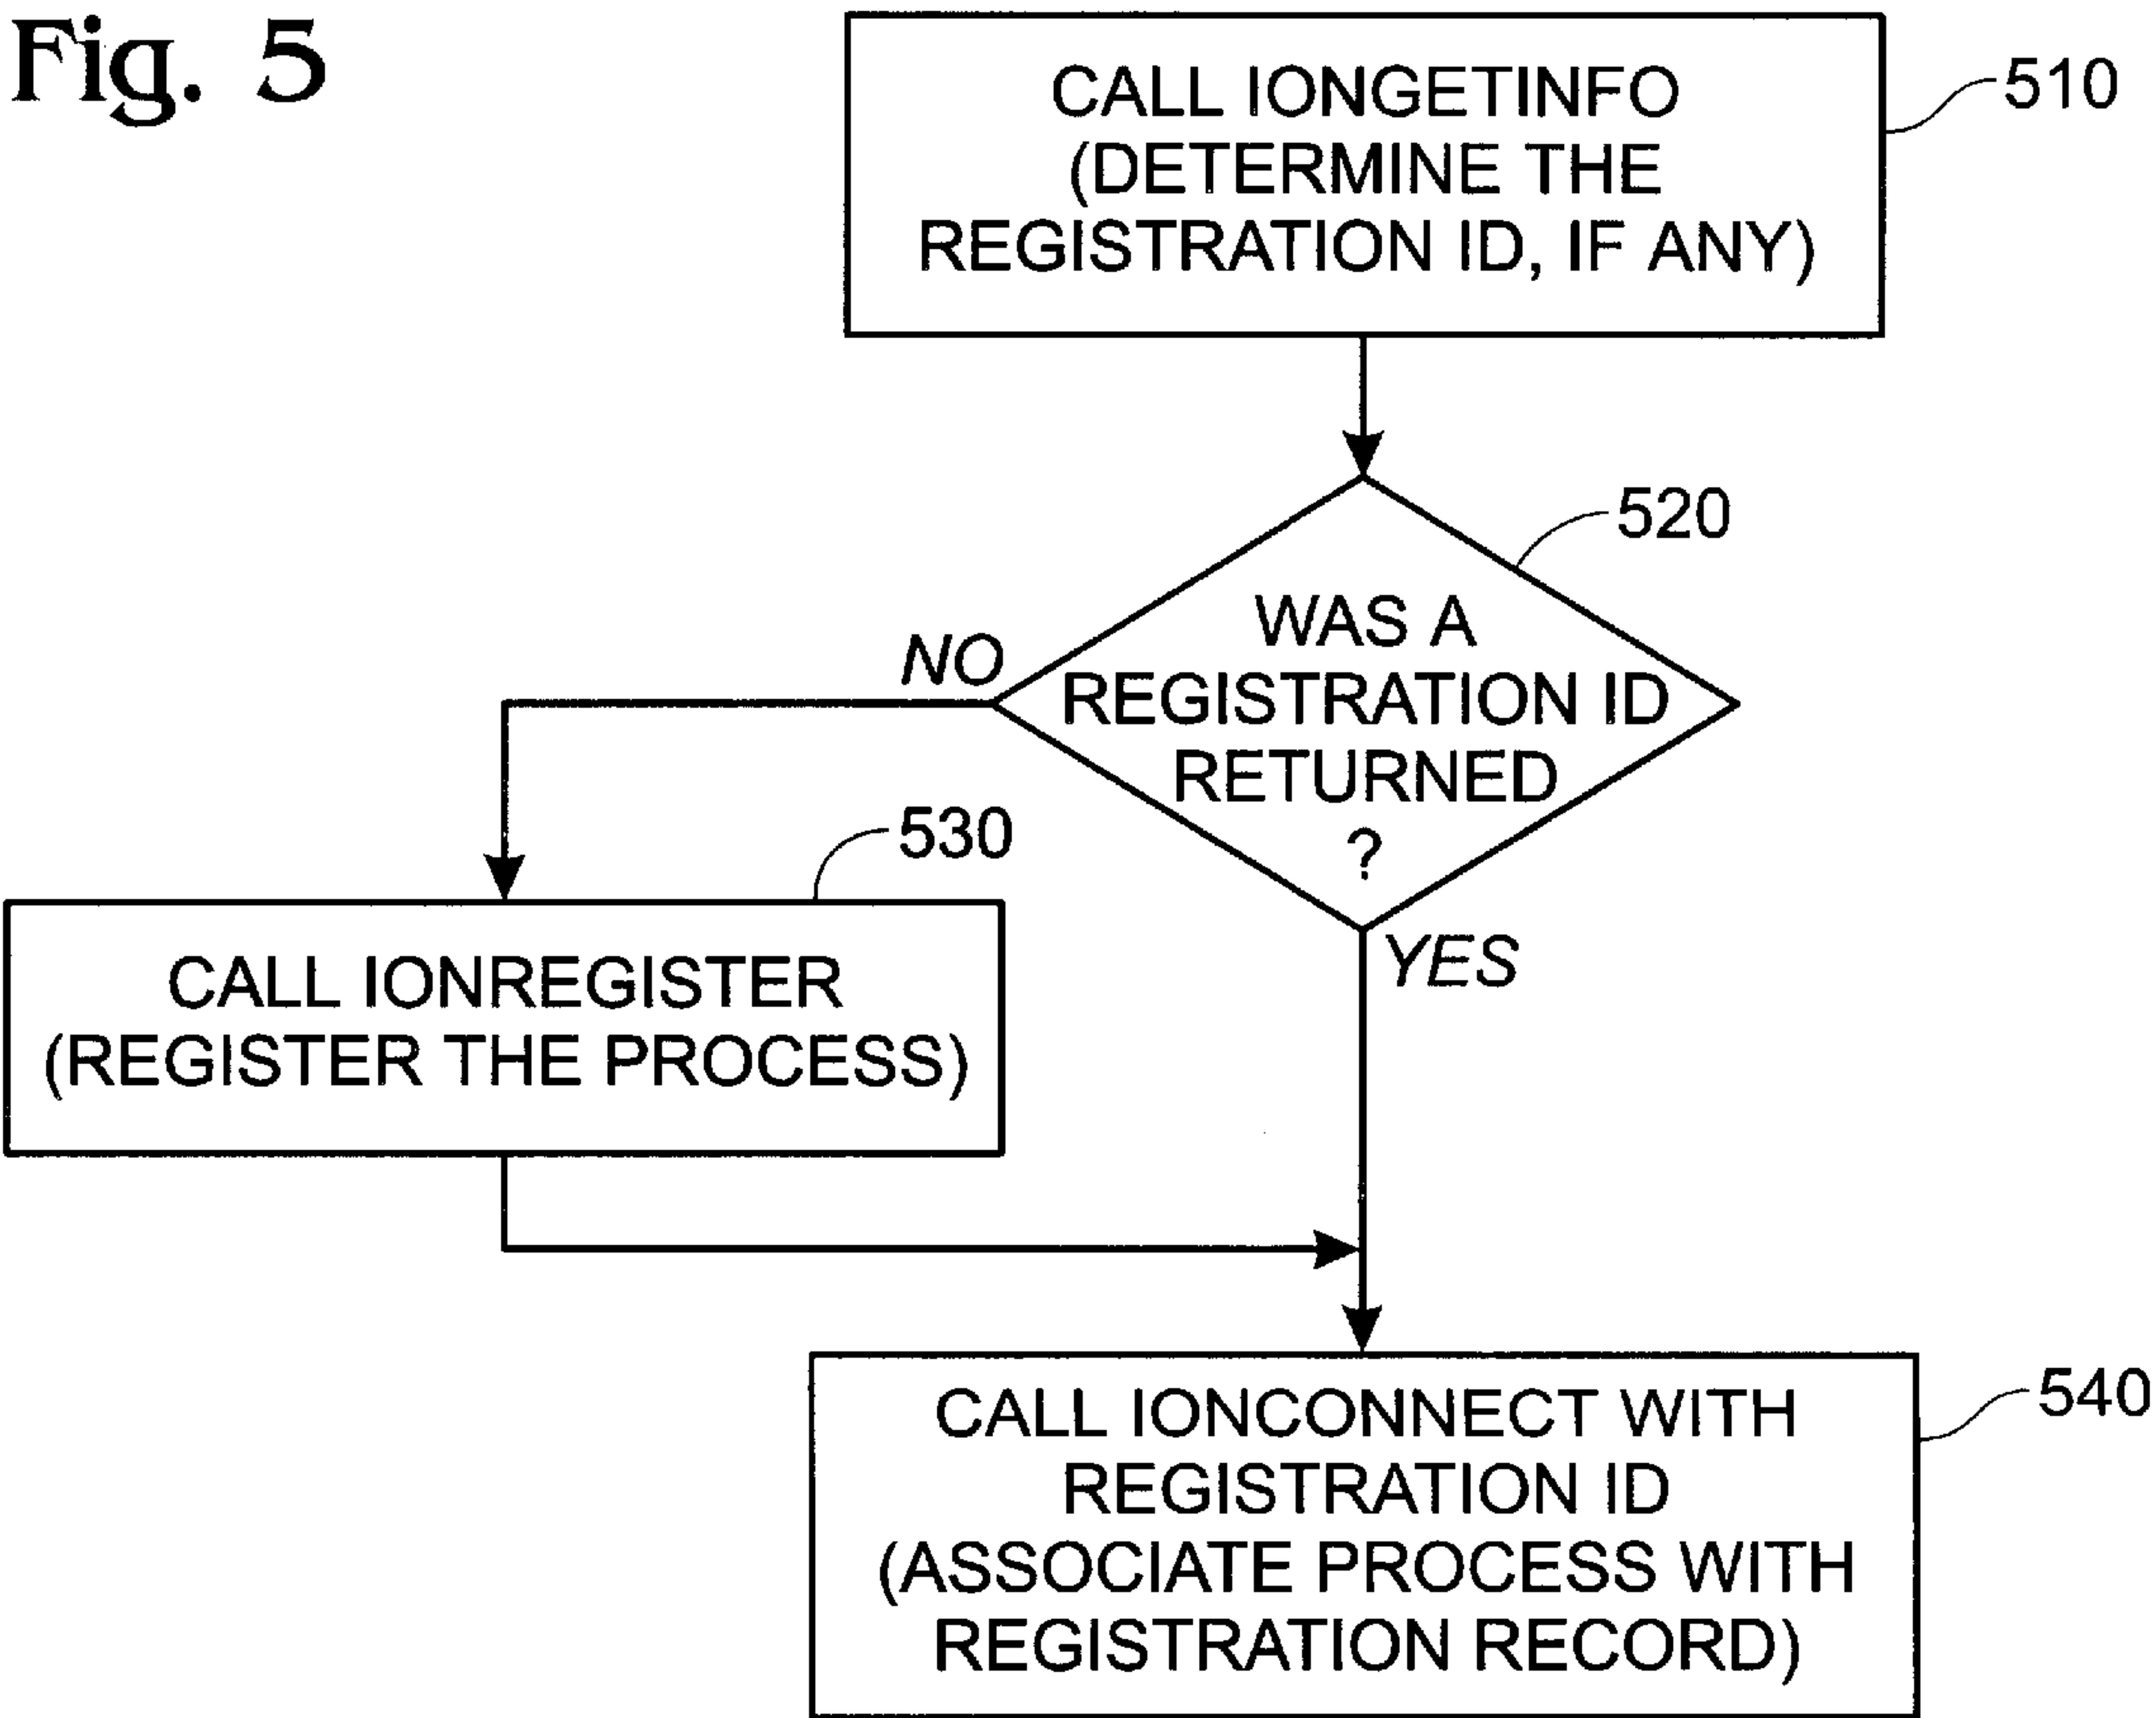 Fig. 5
CALL IONGETINFO
(DETERMINE THE
REGISTRATION ID, IF ANY)
510
520
WAS A
REGISTRATION ID
RETURNED
?
NO
YES
530
CALL IONREGISTER
(REGISTER THE PROCESS)
540
CALL IONCONNECT WITH
REGISTRATION ID
(ASSOCIATE PROCESS WITH
REGISTRATION RECORD)